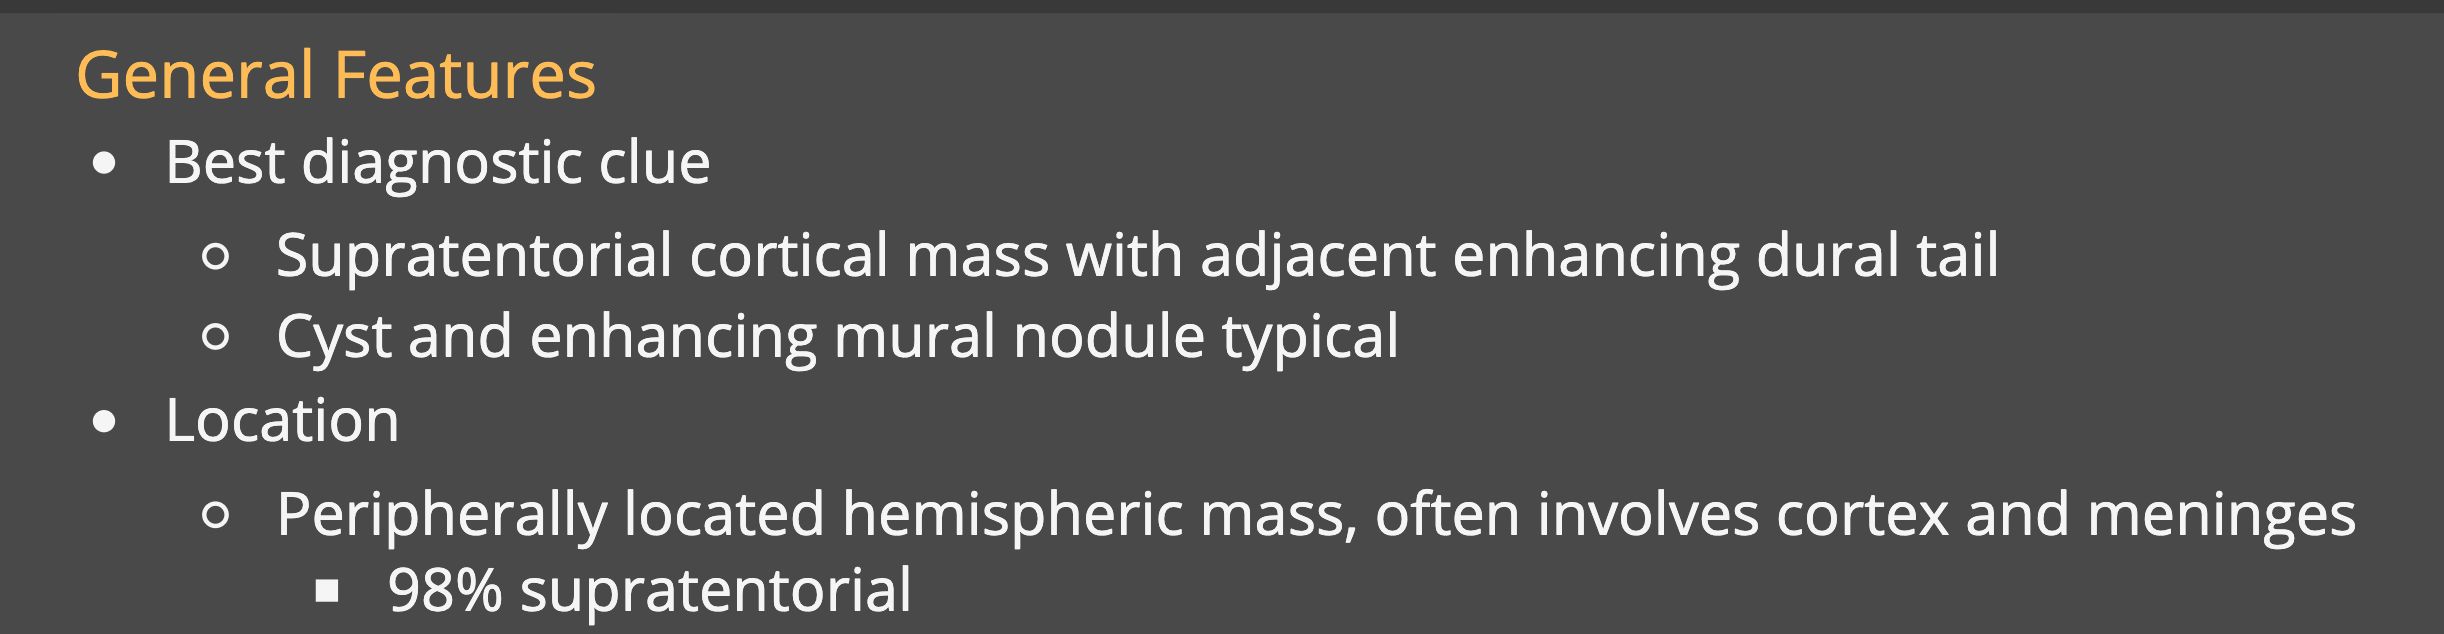 General Features
● Best diagnostic clue
○ Supratentorial cortical mass with adjacent enhancing dural tail
○ Cyst and enhancing mural nodule typical
● Location
○ Peripherally located hemispheric mass, often involves cortex and meninges
■ 98% supratentorial